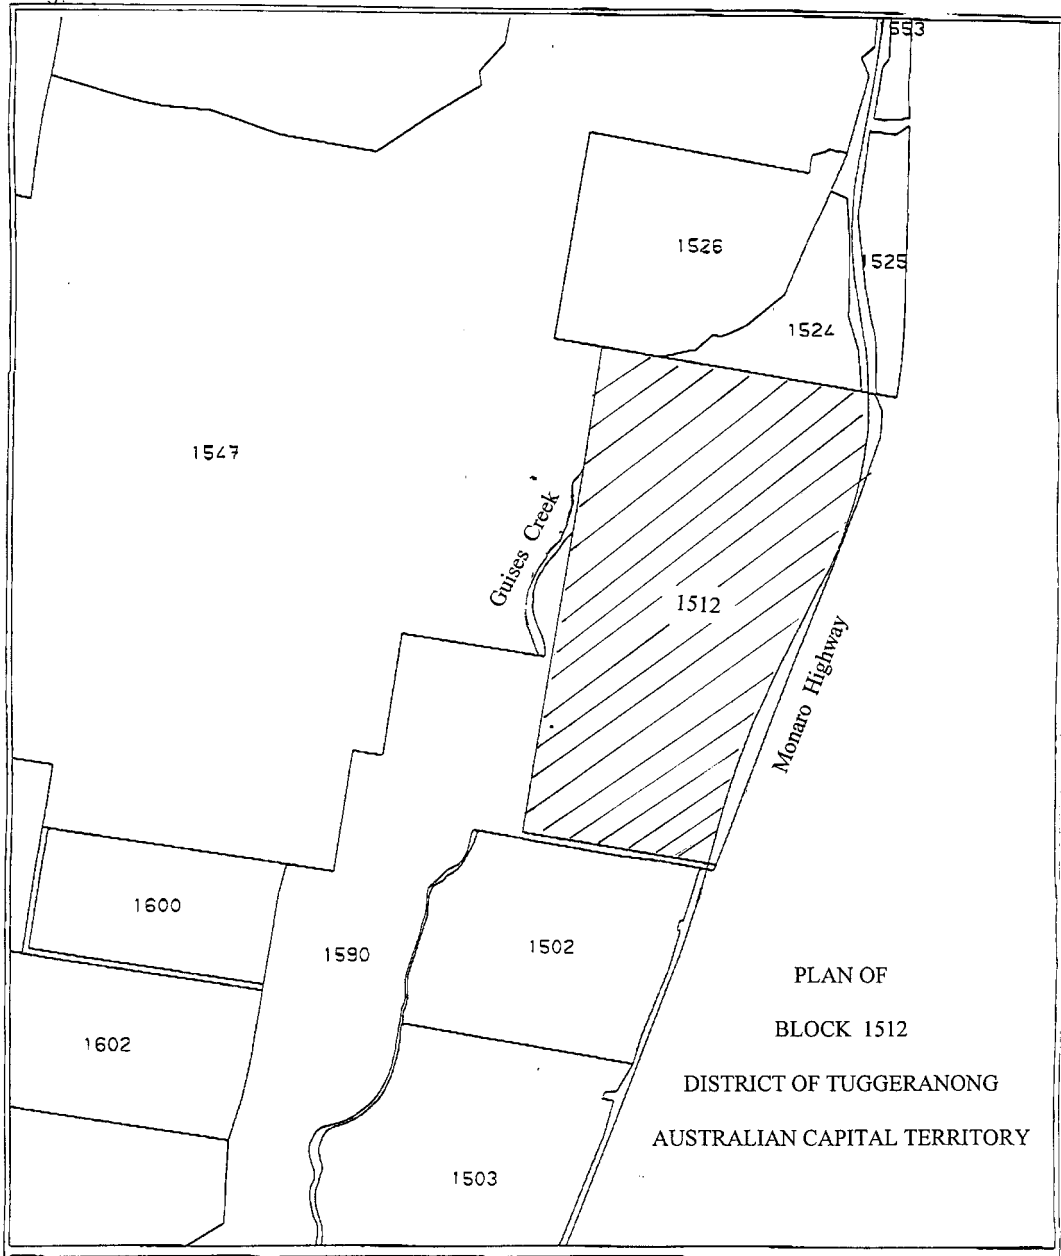 1526
1525
1524
1547
Guises Creek
1512
Monaro Highway
1600
1590
1502
1602
1503
PLAN OF
BLOCK 1512
DISTRICT OF TUGGERANONG
AUSTRALIAN CAPITAL TERRITORY